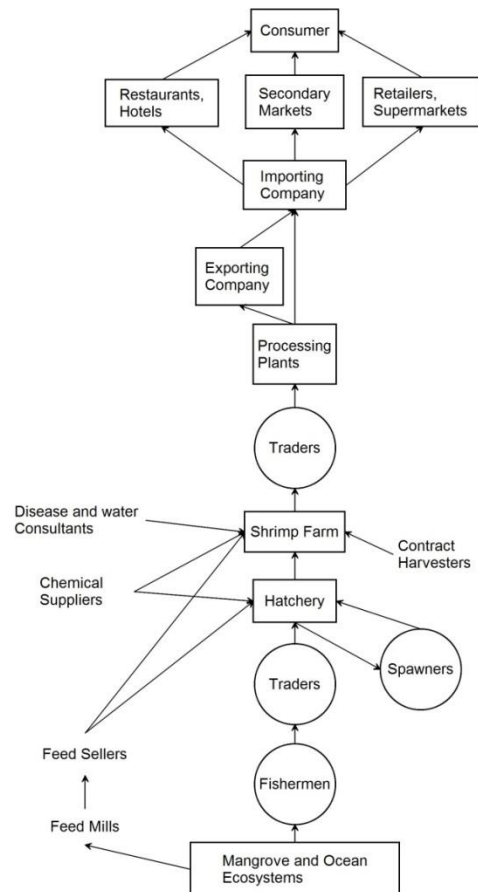 Consumer
Restaurants,
Hotels
Secondary
Markets
Retailers,
Supermarkets
Importing
Company
Exporting
Company
Processing
Plants
Traders
Disease and water
Consultants
Shrimp Farm
Contract
Harvesters
Chemical
Suppliers
Hatchery
Spawners
Traders
Feed Sellers
Fishermen
Feed Mills
Mangrove and Ocean
Ecosystems